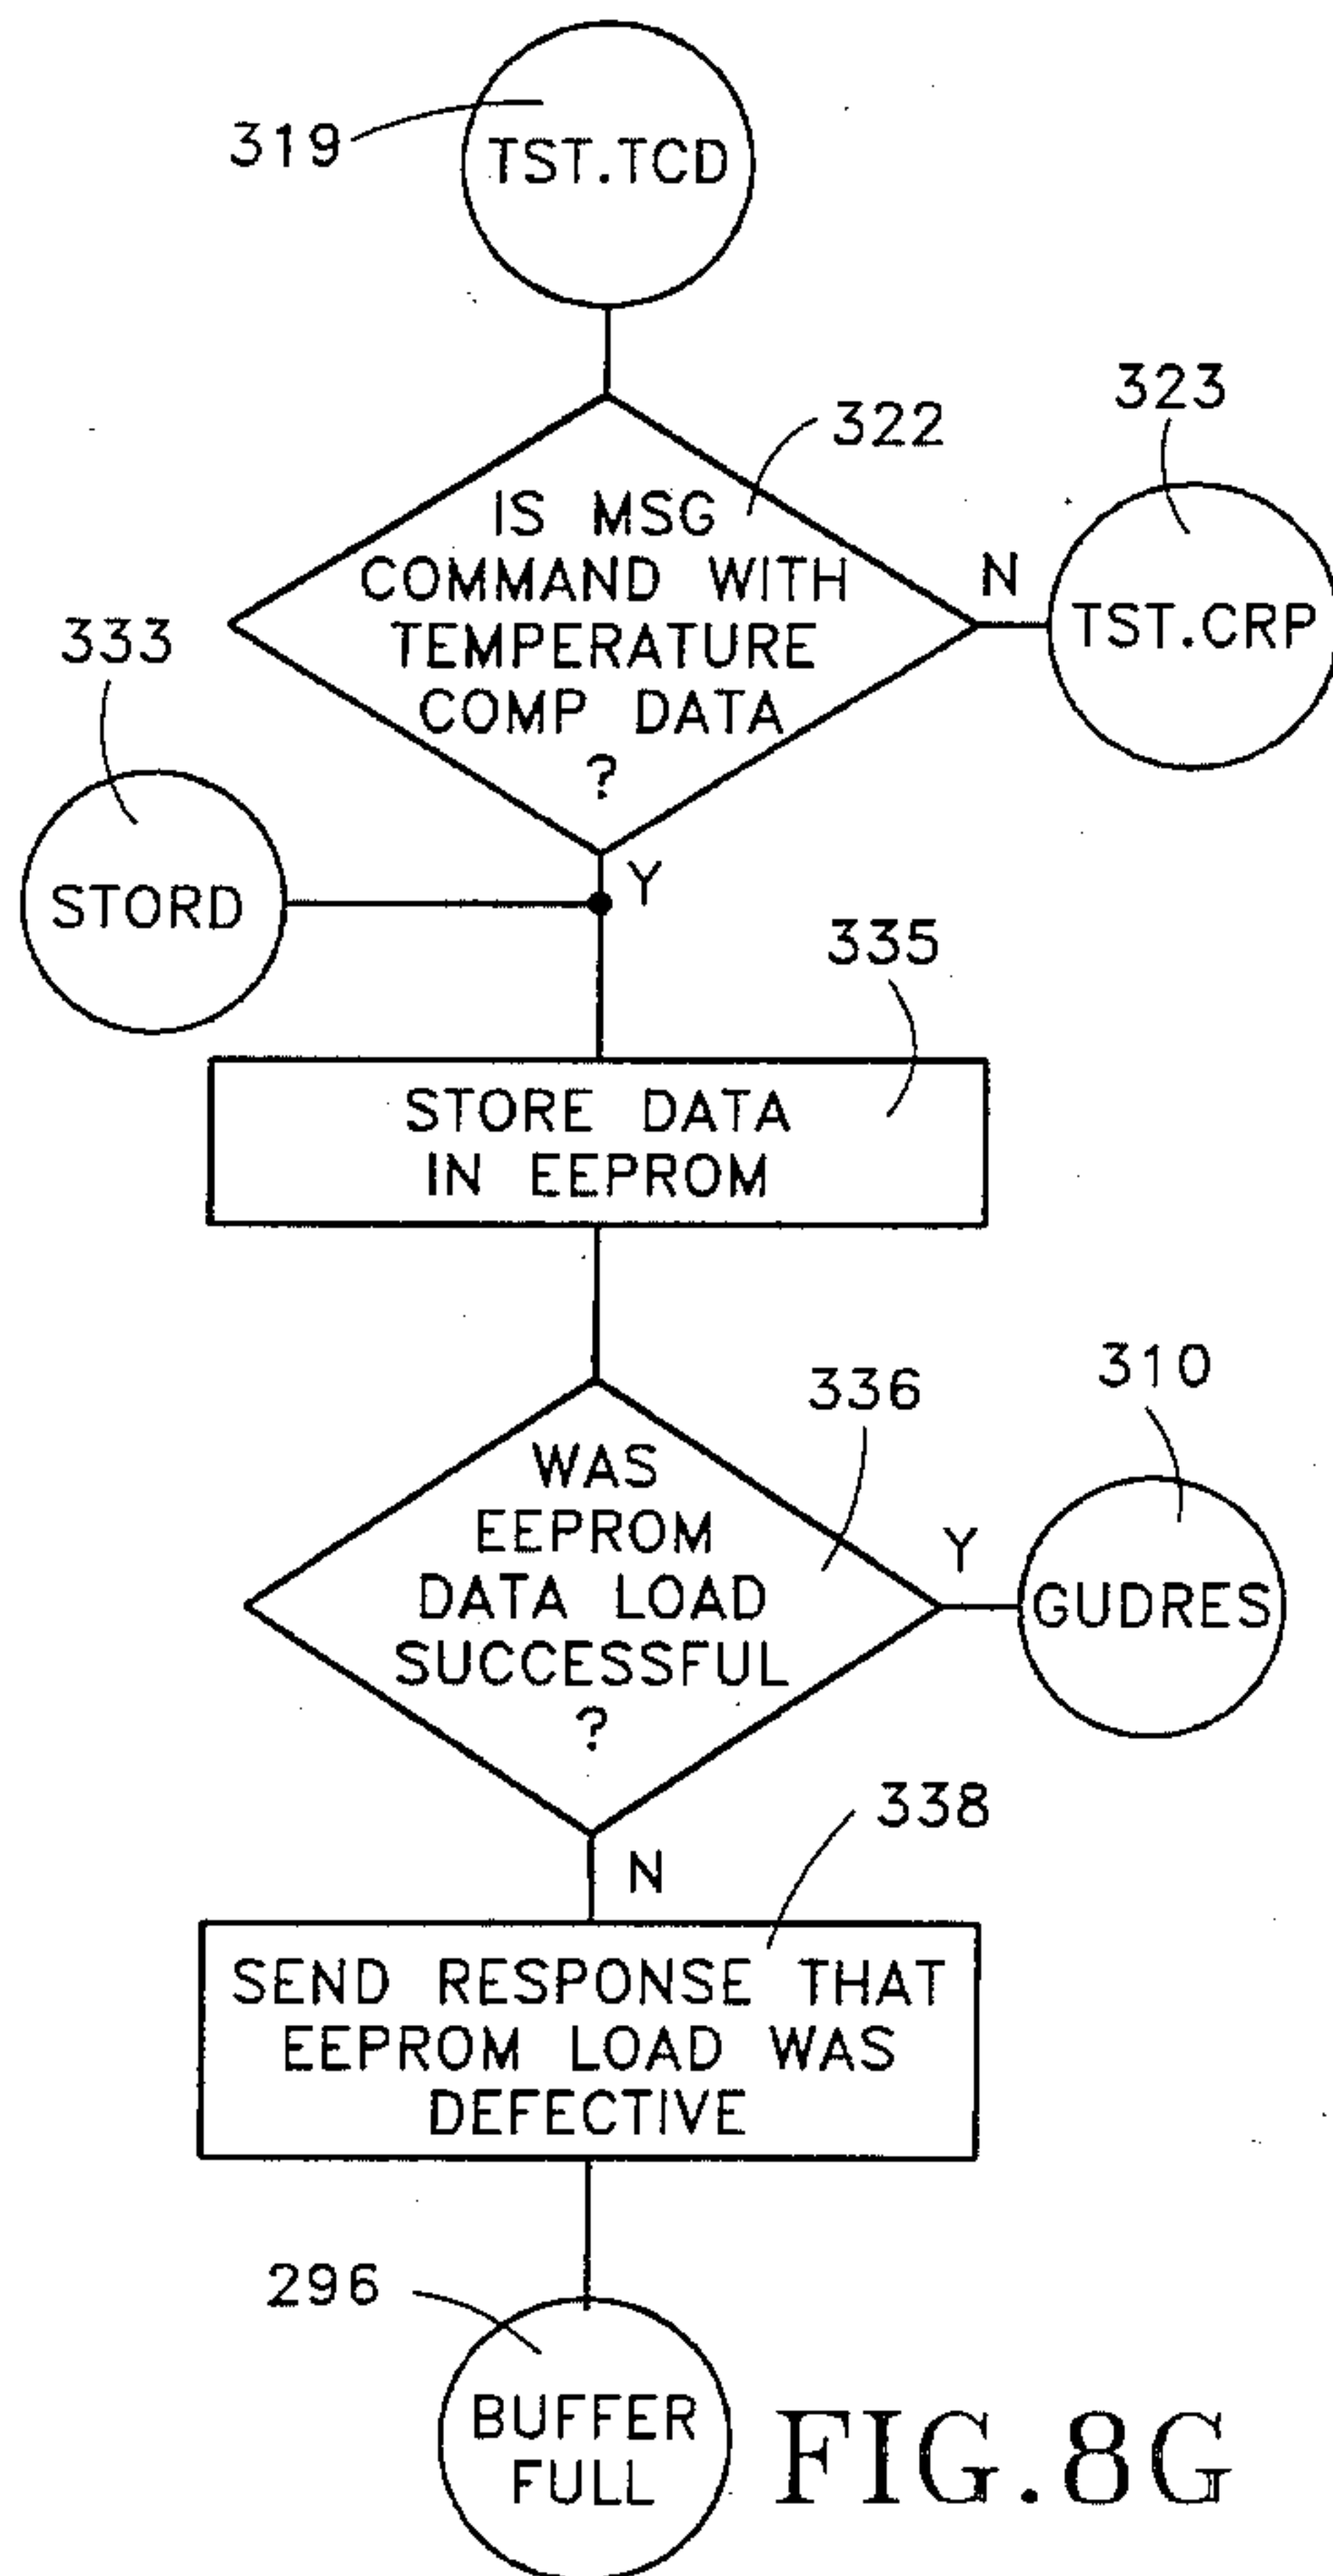 319
TST.TCD
322
323
IS MSG
COMMAND WITH
TEMPERATURE
COMP DATA
?
N
TST.CRP
333
STORD
Y
335
STORE DATA
IN EEPROM
336
310
WAS
EEPROM
DATA LOAD
SUCCESSFUL
?
Y
GUDRES
338
N
SEND RESPONSE THAT
EEPROM LOAD WAS
DEFECTIVE
296
BUFFER
FULL
FIG.8G